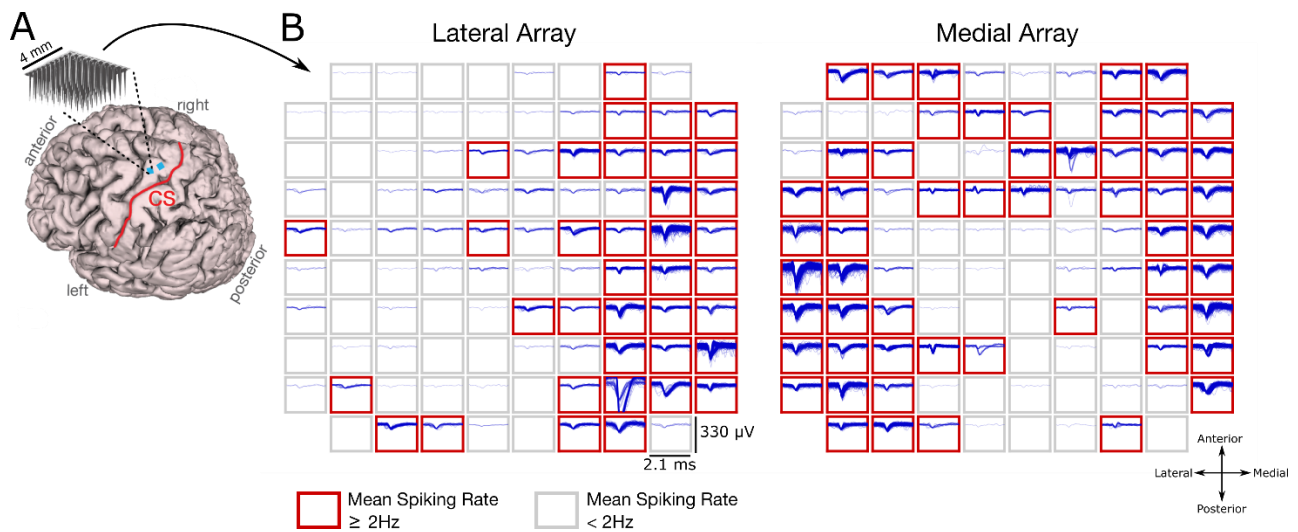 A
4 mm
right
anterior
CS
left
posterior
B
Lateral Array
Medial Array
330 µV
2.1 ms
Anterior
Lateral
Medial
Posterior
Mean Spiking Rate
≥ 2Hz
Mean Spiking Rate
< 2Hz